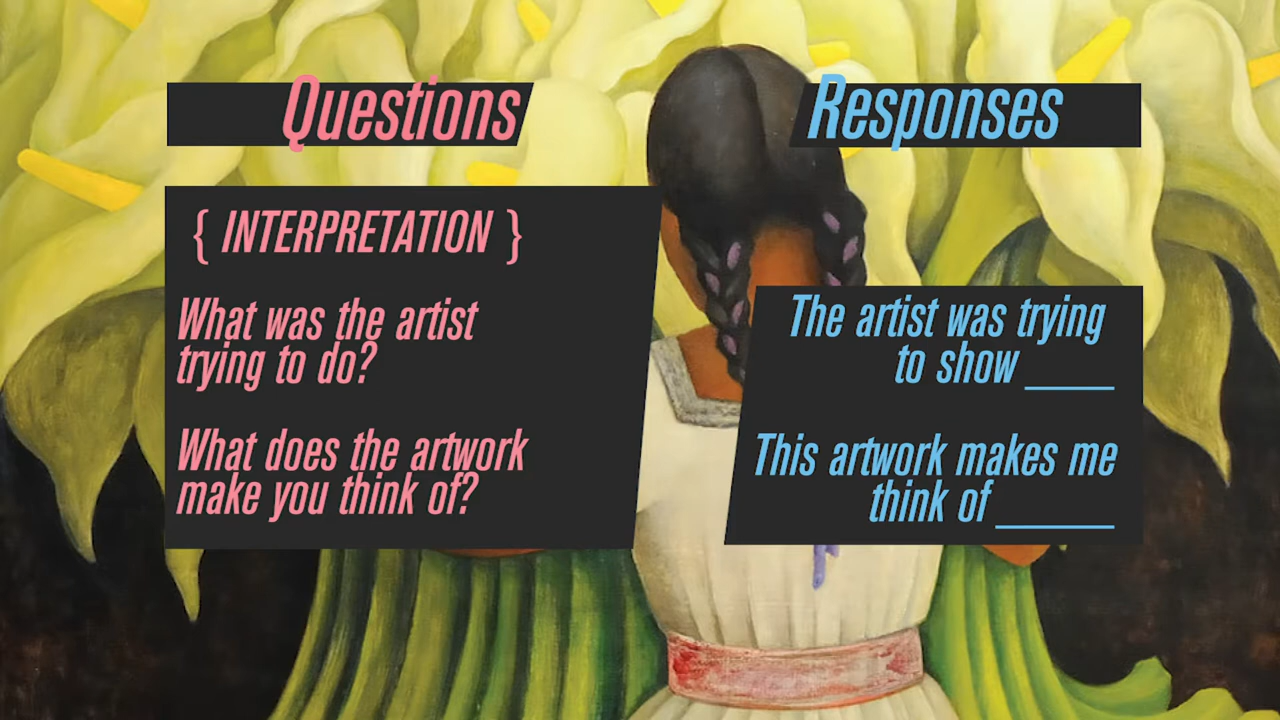 Questions
{ INTERPRETATION }
What was the artist
trying to do?
What does the artwork
make you think of?
Responses
The artist was trying
to show _____
This artwork makes me
think of ______